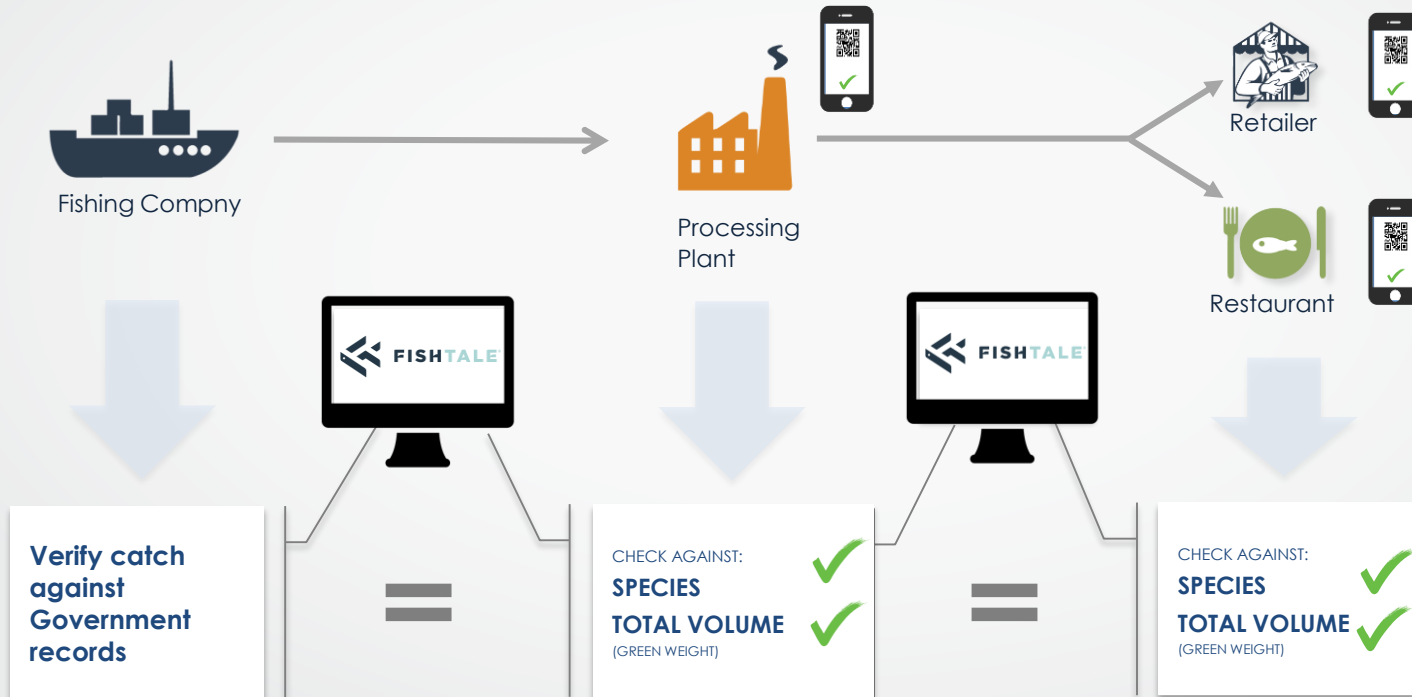 Retailer
Fishing Compny
Processing
Plant
Restaurant
FISHTALE
FISHTALE
Verify catch
against
Government
records
CHECK AGAINST:
SPECIES
TOTAL VOLUME
(GREEN WEIGHT)
CHECK AGAINST:
SPECIES
TOTAL VOLUME
(GREEN WEIGHT)